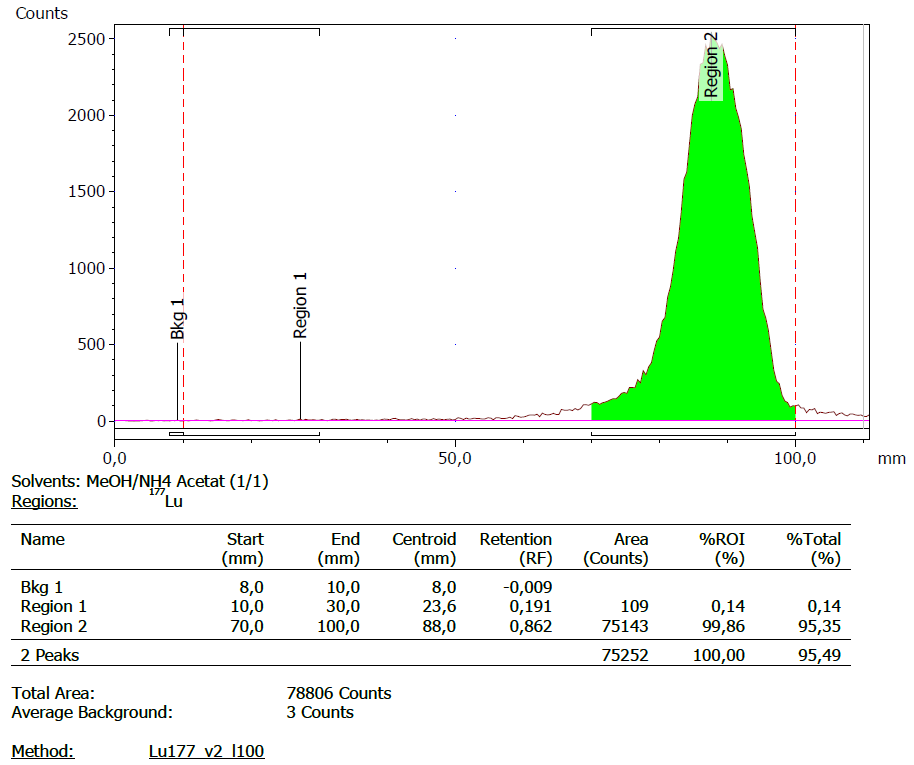 Counts
2500
2000
1500
1000
500
0
Bkg 1
Region 1
Region 2
0,0 50,0 100,0 mm
Solvents: MeOH/NH4 Acetat (1/1)
Regions: 177Lu
Name Start End Centroid Retention Area %ROI %Total
(mm) (mm) (mm) (RF) (Counts) (%) (%)
Bkg 1 8,0 10,0 8,0 -0,009
Region 1 10,0 30,0 23,6 0,191 109 0,14 0,14
Region 2 70,0 100,0 88,0 0,862 75143 99,86 95,35
2 Peaks 75252 100,00 95,49
Total Area: 78806 Counts
Average Background: 3 Counts
Method: Lu177_v2_l100